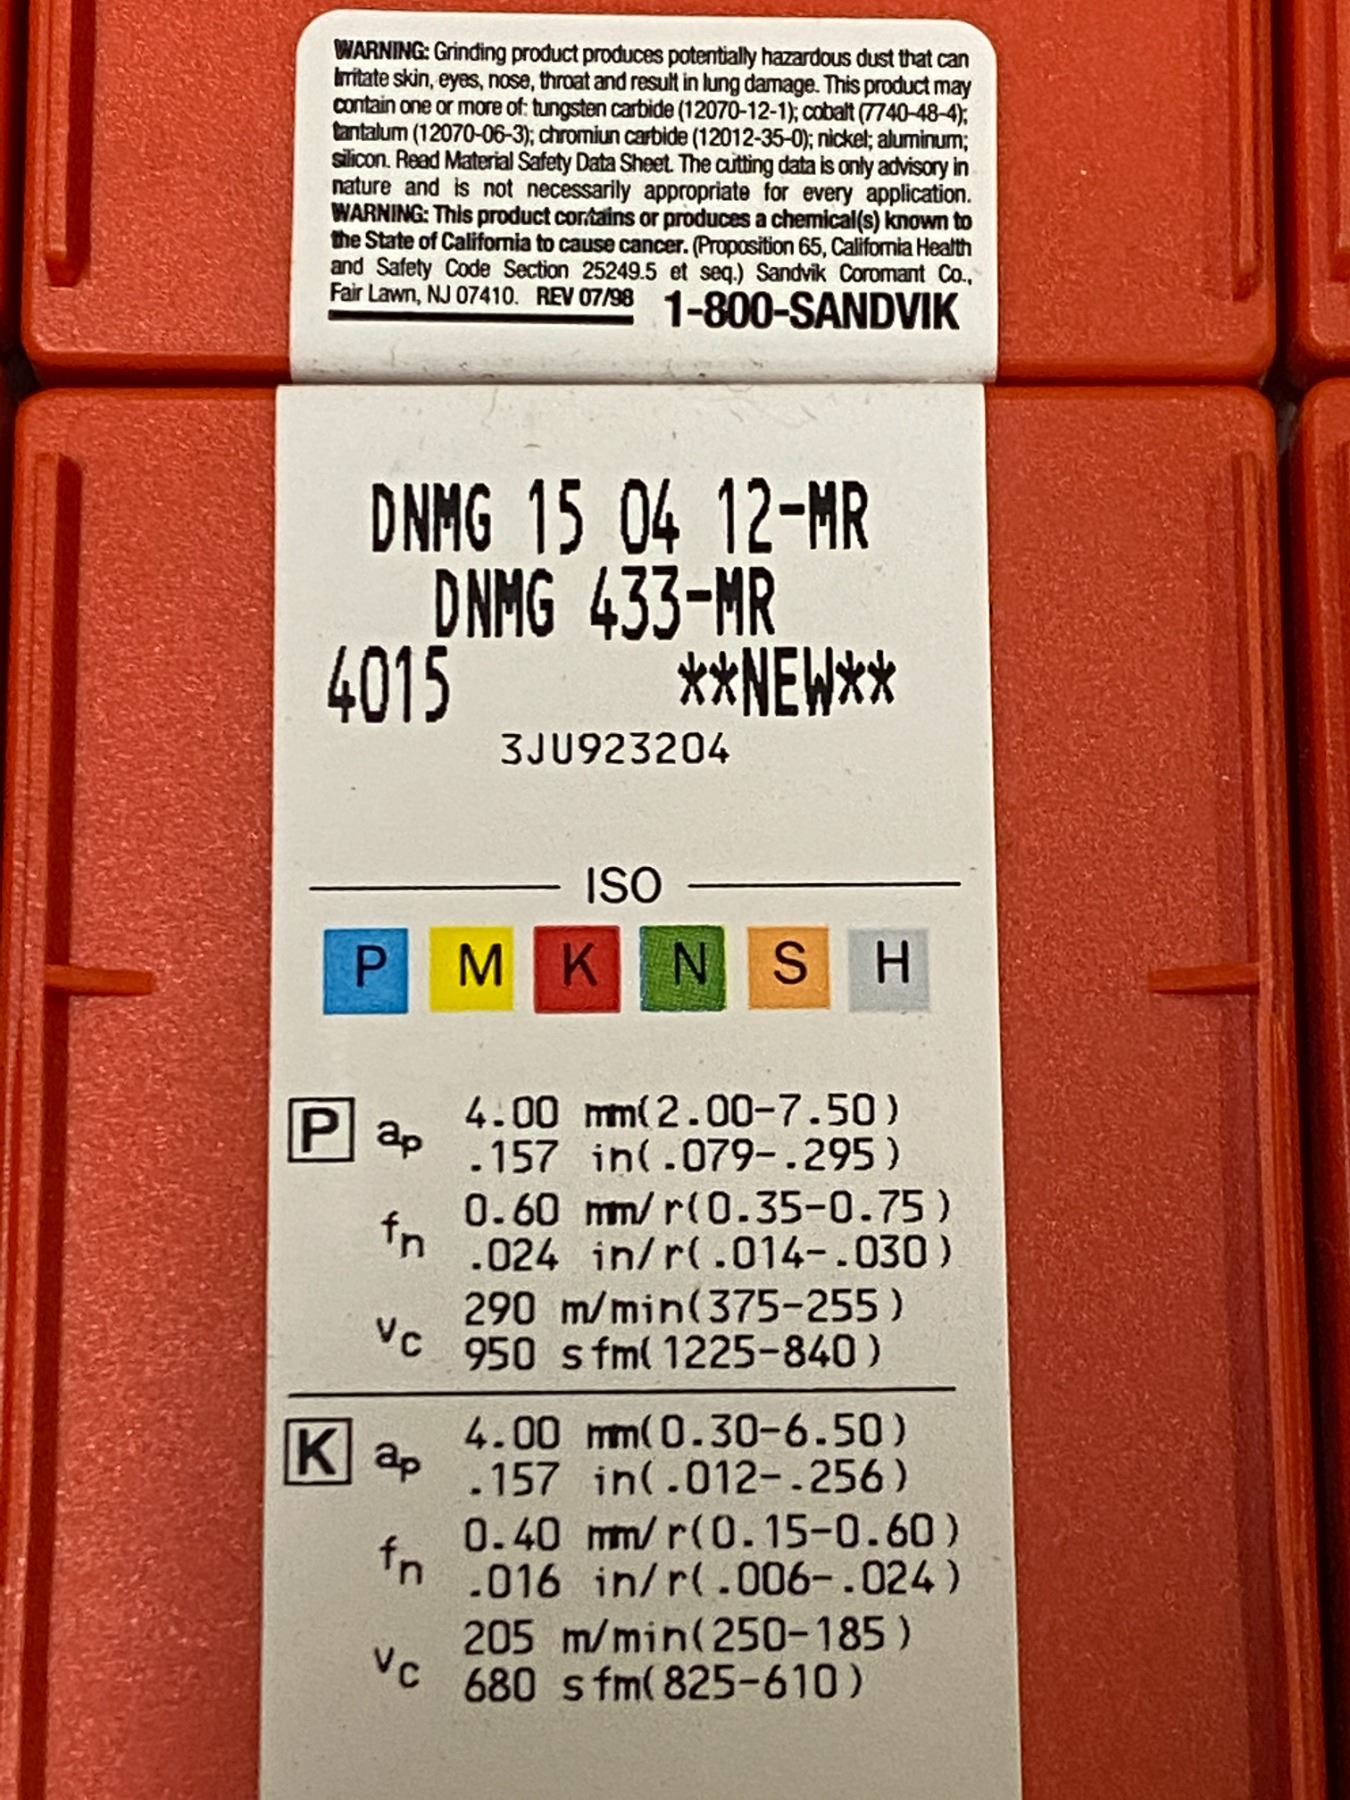 WARNING: Grinding product produces potentially hazardous dust that can
Irritate skin, eyes, nose, throat and result in lung damage. This product may
contain one or more of: tungsten carbide (12070-12-1); cobalt (7740-48-4);
tantalum (12070-06-3); chromiun carbide (12012-35-0); nickel; aluminum;
silicon. Read Material Safety Data Sheet. The cutting data is only advisory in
nature and is not necessarily appropriate for every application.
WARNING: This product contains or produces a chemical(s) known to
the State of California to cause cancer. (Proposition 65, California Health
and Safety Code Section 25249.5 et seq.) Sandvik Coromant Co.,
Fair Lawn, NJ 07410. REV 07/98 1-800-SANDVIK
DNMG 15 04 12-MR
DNMG 433-MR
4015 **NEW**
3JU923204
ISO
P M K N S H
P ap 4.00 mm(2.00-7.50)
.157 in(.079-.295)
fn 0.60 mm/r(0.35-0.75)
.024 in/r(.014-.030)
vc 290 m/min(375-255)
950 sfm(1225-840)
K ap 4.00 mm(0.30-6.50)
.157 in(.012-.256)
fn 0.40 mm/r(0.15-0.60)
.016 in/r(.006-.024)
vc 205 m/min(250-185)
680 sfm(825-610)